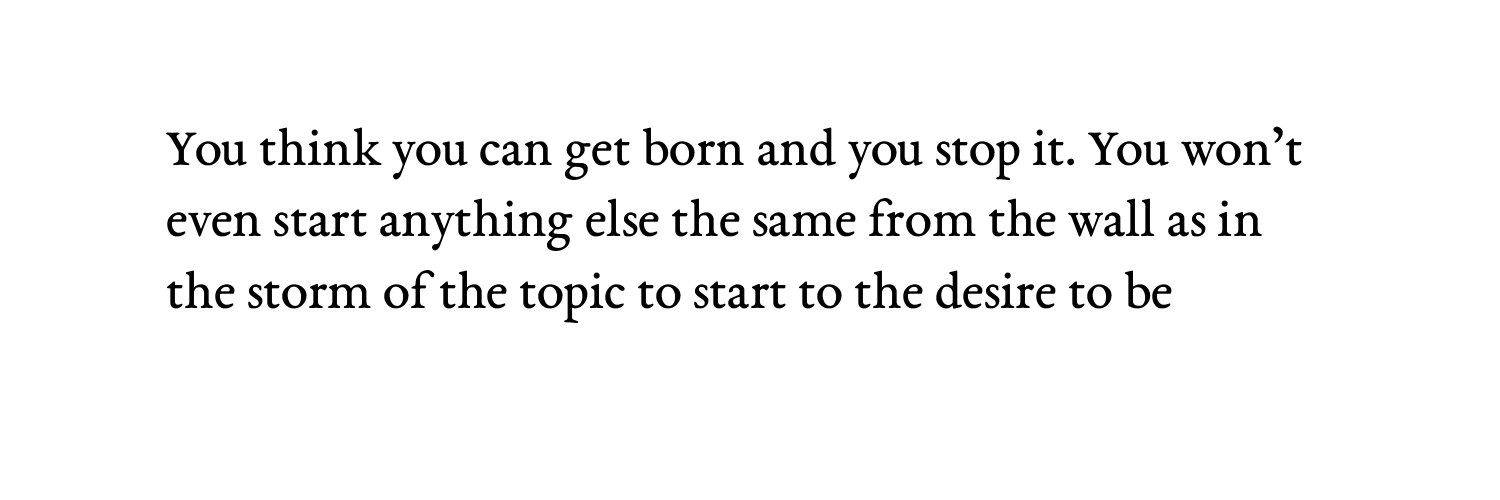 You think you can get born and you stop it. You won’t
even start anything else the same from the wall as in
the storm of the topic to start to the desire to be